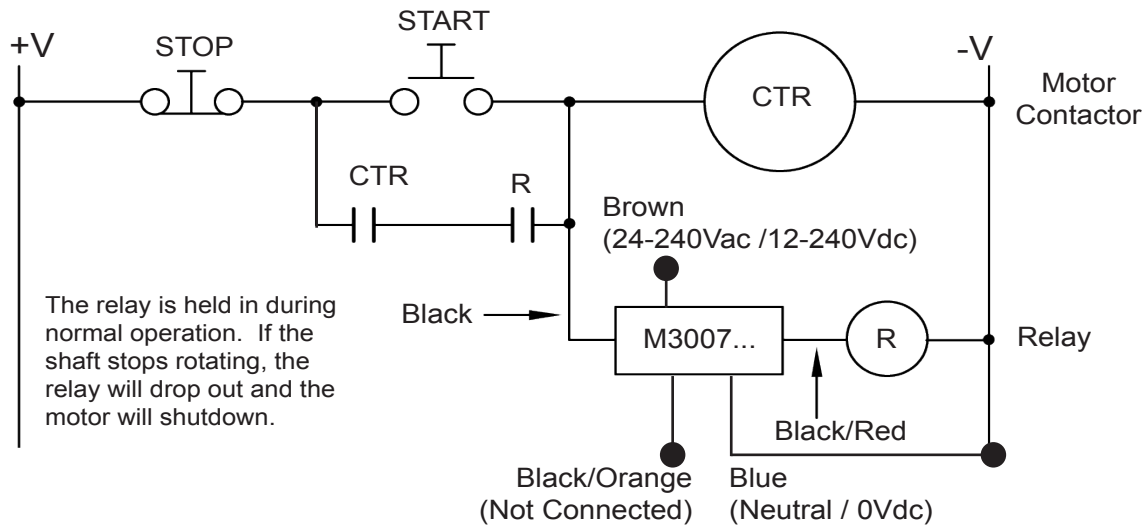 START
+V
STOP
-V
CTR
Motor
Contactor
CTR
R
Brown
(24-240Vac /12-240Vdc)
The relay is held in during
normal operation.  If the
shaft stops rotating, the
relay will drop out and the
motor will shutdown.
Black
M3007...
R
Relay
Black/Red
Black/Orange
(Not Connected)
Blue
(Neutral / 0Vdc)